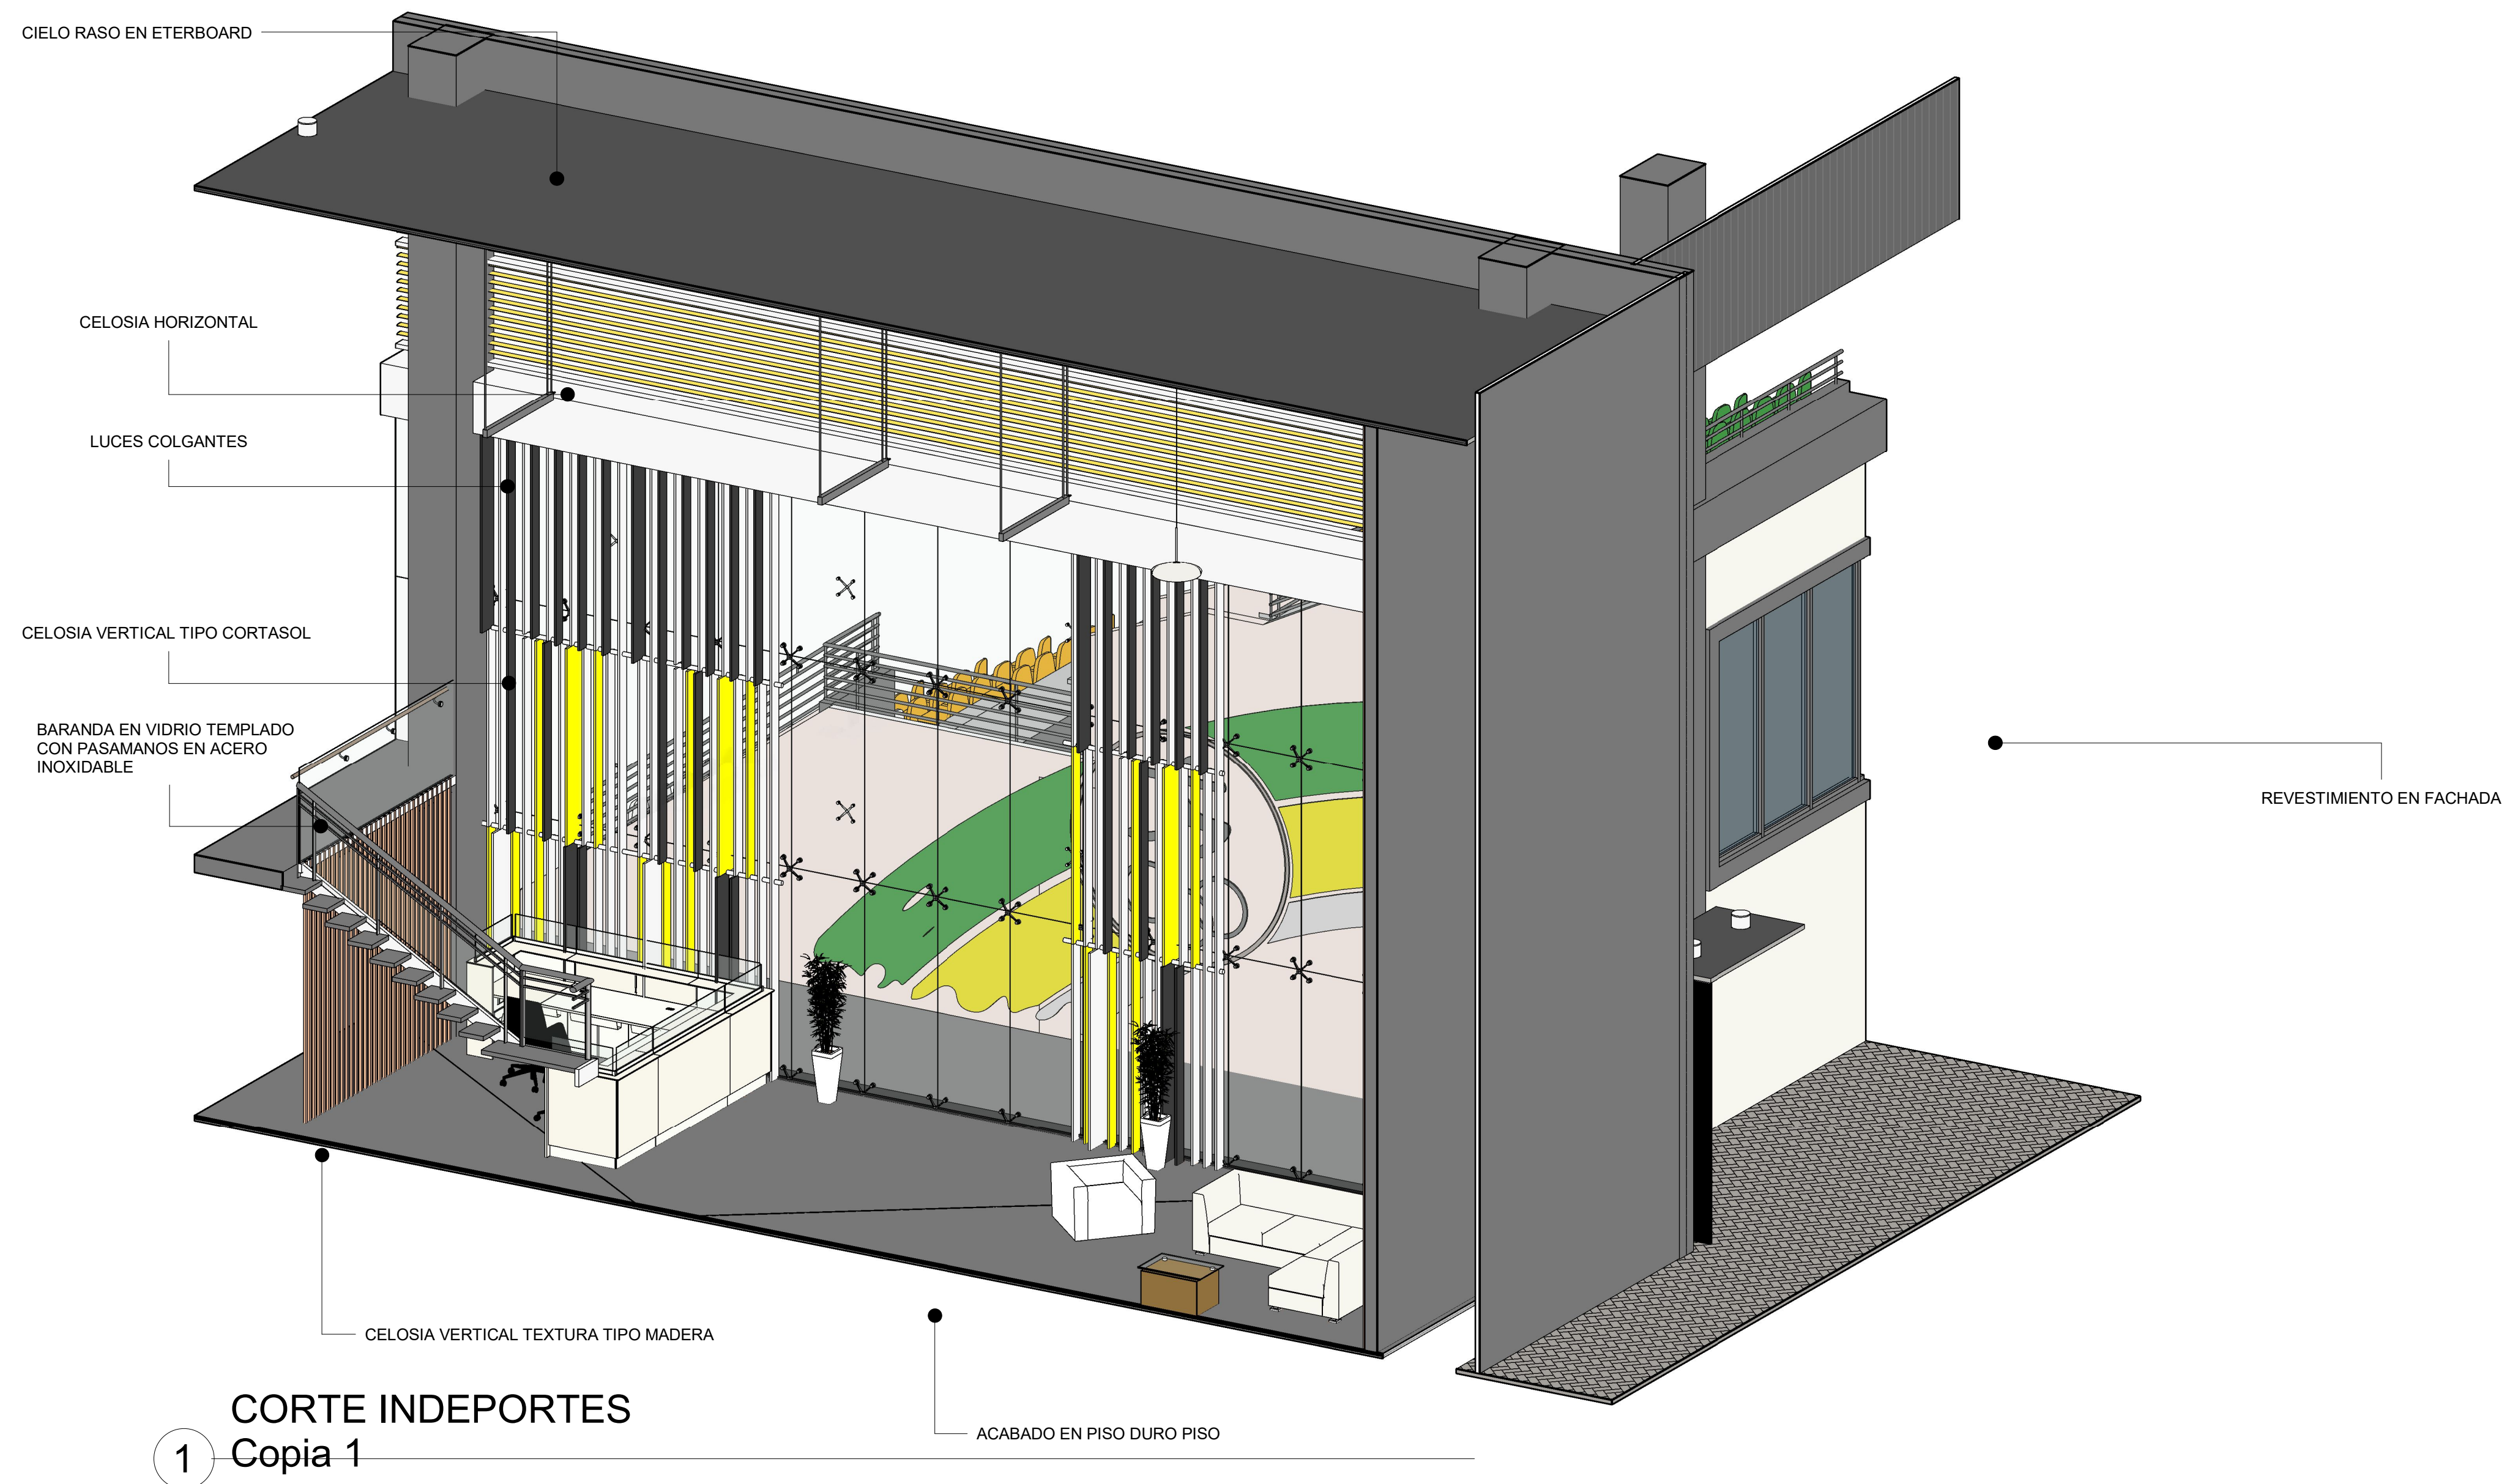 CIELO RASO EN ETERBOARD
CELOSIA HORIZONTAL
LUCES COLGANTES
CELOSIA VERTICAL TIPO CORTASOL
BARANDA EN VIDRIO TEMPLADO
CON PASAMANOS EN ACERO
INOXIDABLE
REVESTIMIENTO EN FACHADA
CELOSIA VERTICAL TEXTURA TIPO MADERA
ACABADO EN PISO DURO PISO
CORTE INDEPORTES
1 Copia 1